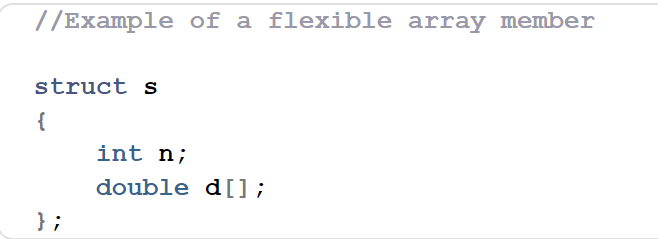 //Example of a flexible array member
struct s
{
    int n;
    double d[];
};